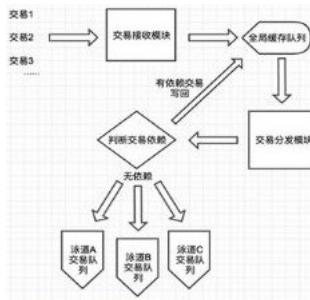 交易1
交易2
交易3
交易接收模块
全局缓存队列
有依赖交易
写回
判断交易依赖
交易分发模块
无依赖
泳道A
交易队
列
泳道B
交易队
列
泳道C
交易队
列